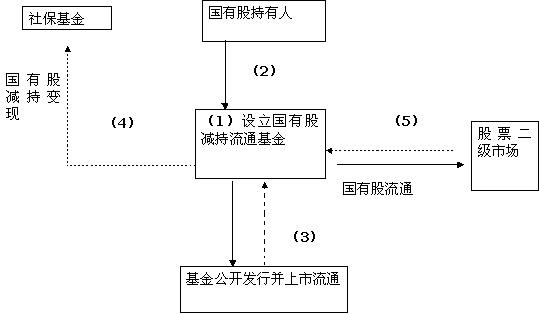 社保基金
国有股持有人
国有股
减持变
现
(2)
(4)
(1)设立国有股
减持流通基金
(5)
股票二
级市场
国有股流通
(3)
基金公开发行并上市流通